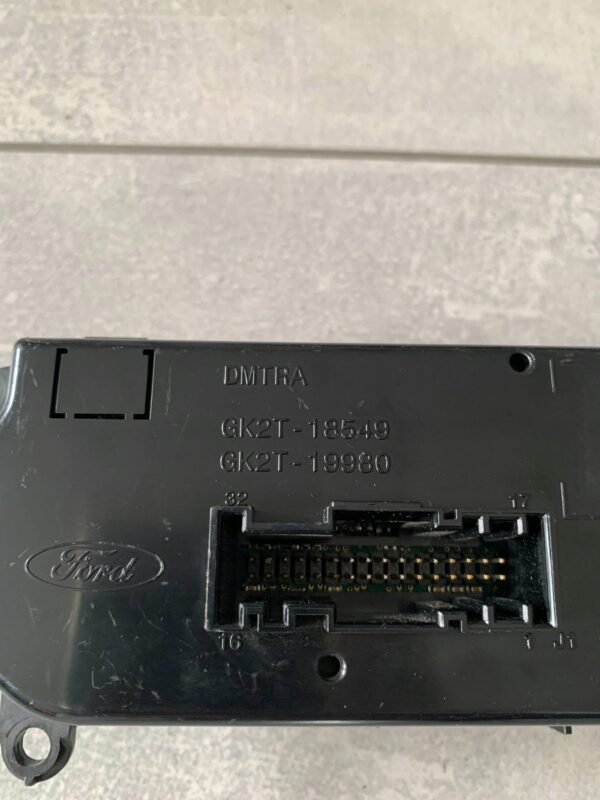 DMTRA
GK2T-18549
GK2T-19980
32 17
Ford
16 1 J1